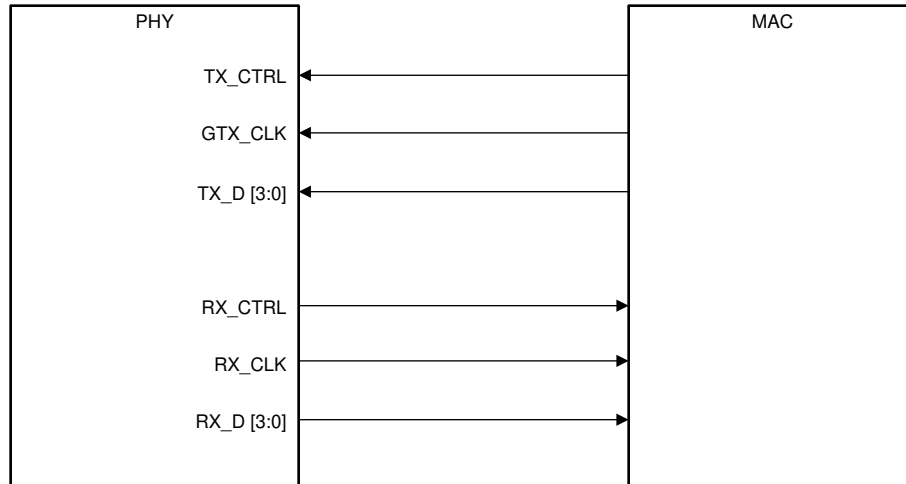 PHY
MAC
TX_CTRL
GTX_CLK
TX_D [3:0]
RX_CTRL
RX_CLK
RX_D [3:0]